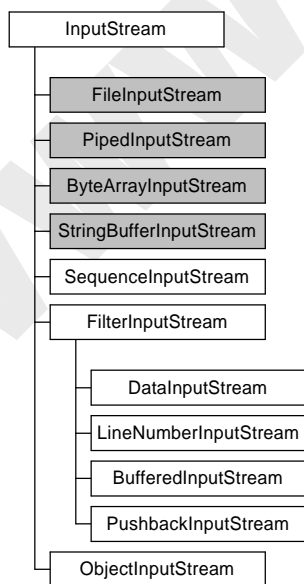 InputStream
FileInputStream
PipedInputStream
ByteArrayInputStream
StringBufferInputStream
SequenceInputStream
FilterInputStream
DataInputStream
LineNumberInputStream
BufferedInputStream
PushbackInputStream
ObjectInputStream